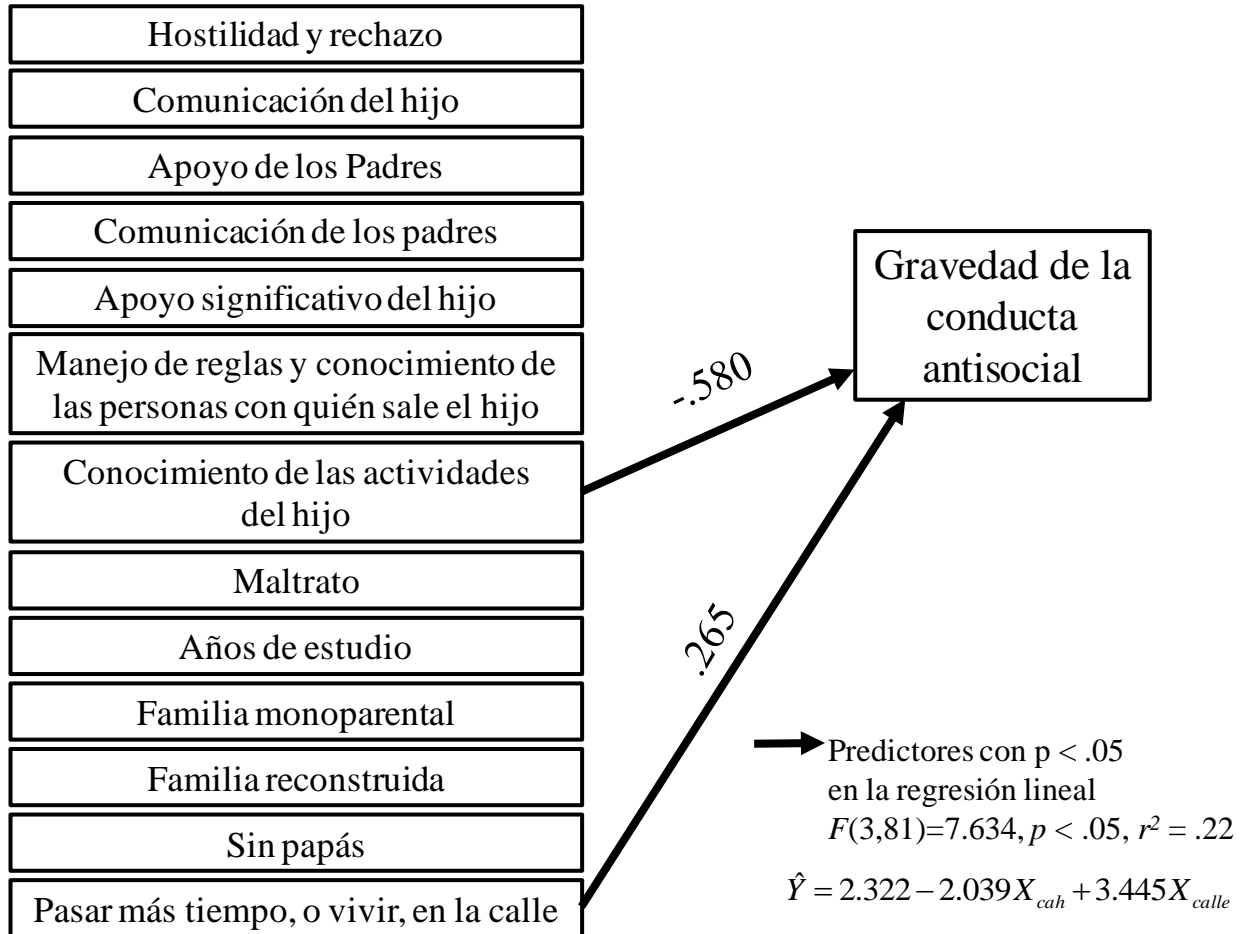 Hostilidad y rechazo
Comunicación del hijo
Apoyo de los Padres
Comunicación de los padres
Apoyo significativo del hijo
Manejo de reglas y conocimiento de
las personas con quién sale el hijo
Conocimiento de las actividades
del hijo
Maltrato
Años de estudio
Familia monoparental
Familia reconstruida
Sin papás
Pasar más tiempo, o vivir, en la calle
-.580
.265
Gravedad de la
conducta
antisocial
Predictores con p < .05
en la regresión lineal
F(3,81)=7.634, p < .05, r² = .22
Ŷ = 2.322 − 2.039X_cah + 3.445X_calle